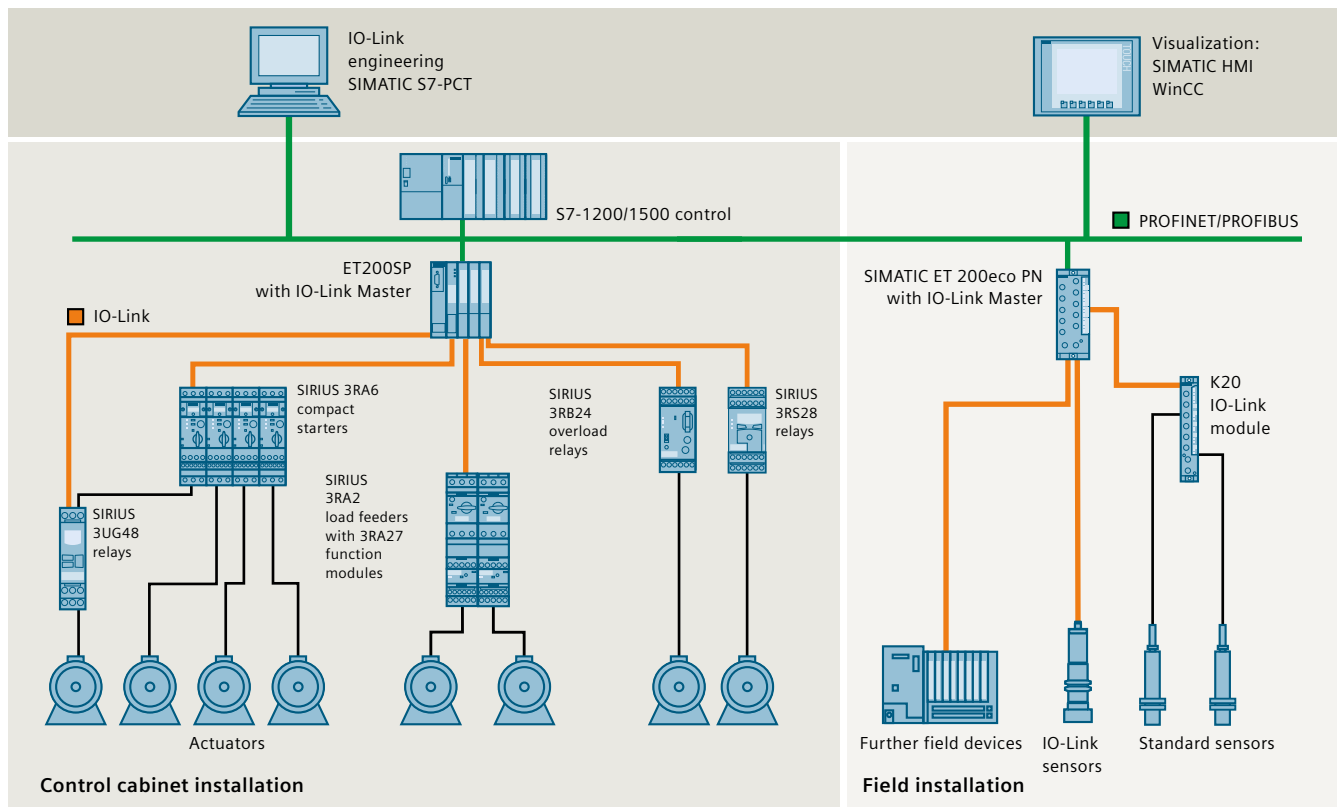 IO-Link
engineering
SIMATIC S7-PCT
TOUCH
Visualization:
SIMATIC HMI
WinCC
S7-1200/1500 control
PROFINET/PROFIBUS
ET200SP
with IO-Link Master
SIMATIC ET 200eco PN
with IO-Link Master
IO-Link
SIRIUS 3RA6
compact
starters
SIRIUS
3RB24
overload
relays
SIRIUS
3RS28
relays
K20
IO-Link
module
SIRIUS
3UG48
relays
SIRIUS
3RA2
load feeders
with 3RA27
function
modules
Actuators
Further field devices
IO-Link
sensors
Standard sensors
Control cabinet installation
Field installation